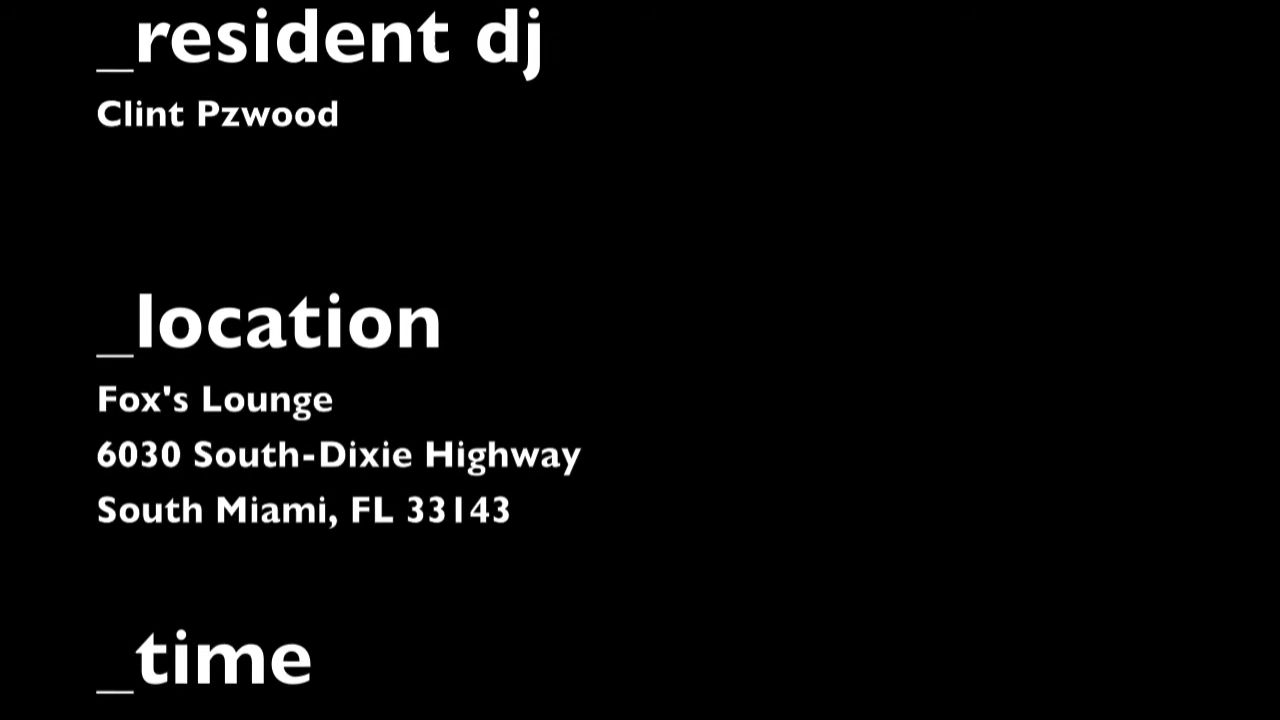 _resident dj
Clint Pzwood
_location
Fox's Lounge
6030 South-Dixie Highway
South Miami, FL 33143
_time